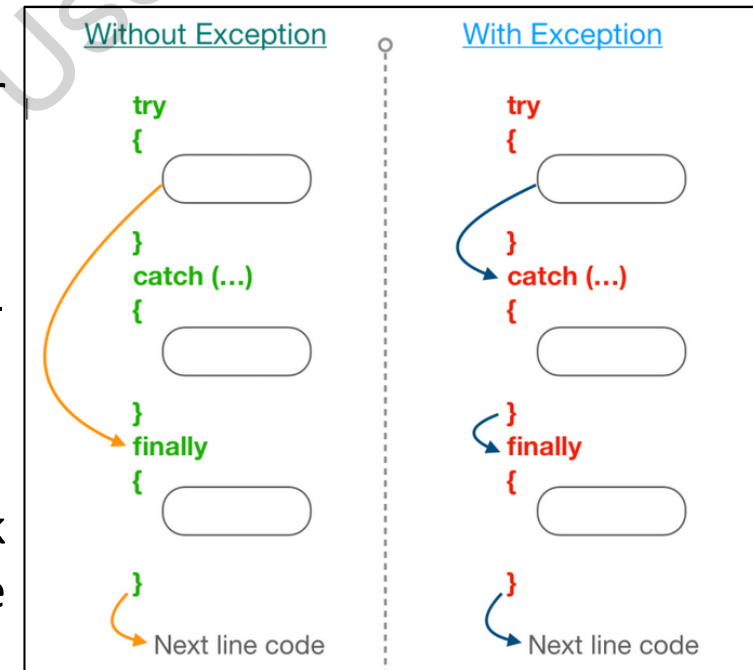 Without Exception
try
{
}
catch (...)
{
}
finally
{
}
Next line code
With Exception
try
{
}
catch (...)
{
}
finally
{
}
Next line code